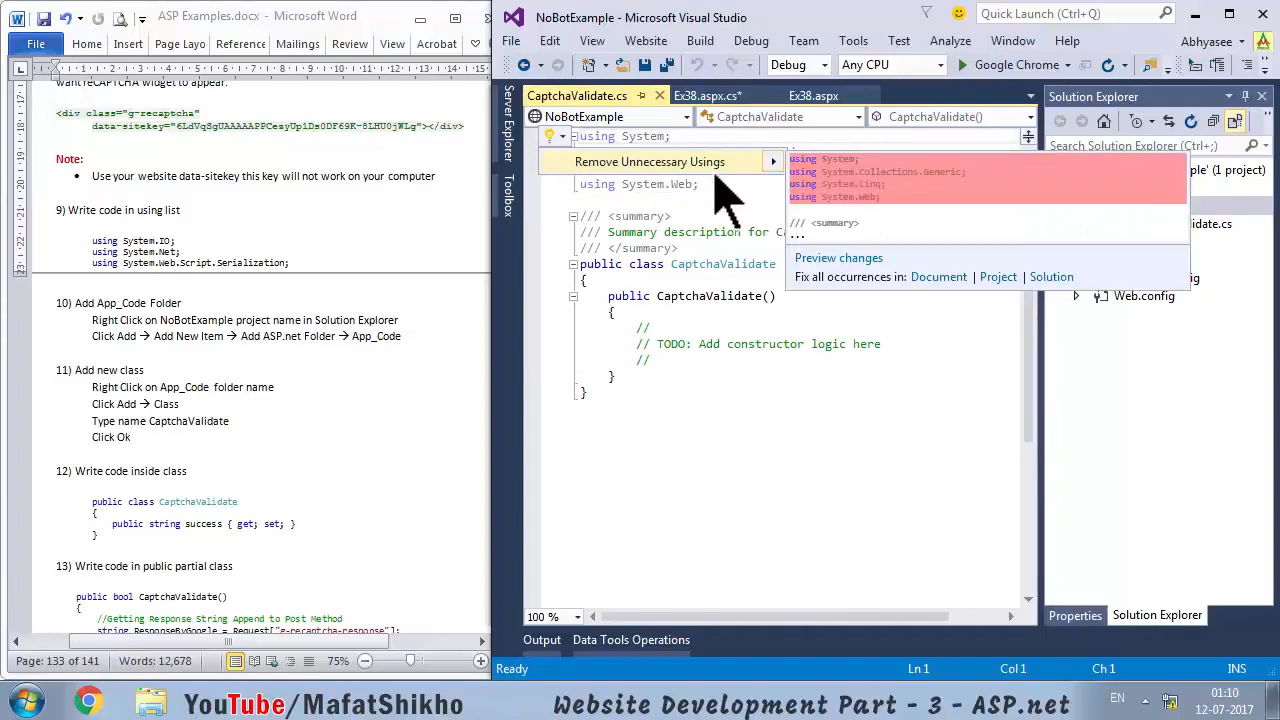 ASP Examples.docx - Microsoft Word
File Home Insert Page Layo Reference Mailings Review View Acrobat
want reCAPTCHA widget to appear.
<div class="g-recaptcha"
Note:
Use your website data-sitekey this key will not work on your computer
9) Write code in using list
using System.IO;
using System.Net;
using System.Web.Script.Serialization;
10) Add App_Code Folder
Right Click on NoBotExample project name in Solution Explorer
Click Add → Add New Item → Add ASP.net Folder → App_Code
11) Add new class
Right Click on App_Code folder name
Click Add → Class
Type name CaptchaValidate
Click Ok
12) Write code inside class
public class CaptchaValidate
{
public string success { get; set; }
}
13) Write code in public partial class
public bool CaptchaValidate()
{
//Getting Response String Append to Post Method
string ResponseByGoogle = Request["g-recaptcha-response"];
Page: 133 of 141 Words: 12,678 75%
NoBotExample - Microsoft Visual Studio
Quick Launch (Ctrl+Q)
File Edit View Website Build Debug Team Tools Test Analyze Window Help Abhyasee
Debug Any CPU Google Chrome
Server Explorer
Toolbox
CaptchaValidate.cs Ex38.aspx.cs* Ex38.aspx
NoBotExample CaptchaValidate CaptchaValidate()
using System;
Remove Unnecessary Usings
using System.Web;
/// <summary>
/// Summary description for
/// </summary>
public class CaptchaValidate
{
public CaptchaValidate()
{
//
// TODO: Add constructor logic here
//
}
}
using System;
using System.Collections.Generic;
using System.Linq;
using System.Web;
/// <summary>
...
Preview changes
Fix all occurrences in: Document | Project | Solution
Solution Explorer
Search Solution Explorer
(1 project)
Web.config
Properties Solution Explorer
100 %
Output Data Tools Operations
Ready Ln 1 Col 1 Ch 1 INS
YouTube/MafatShikho
Website Development Part - 3 - ASP.net
EN
01:10
12-07-2017